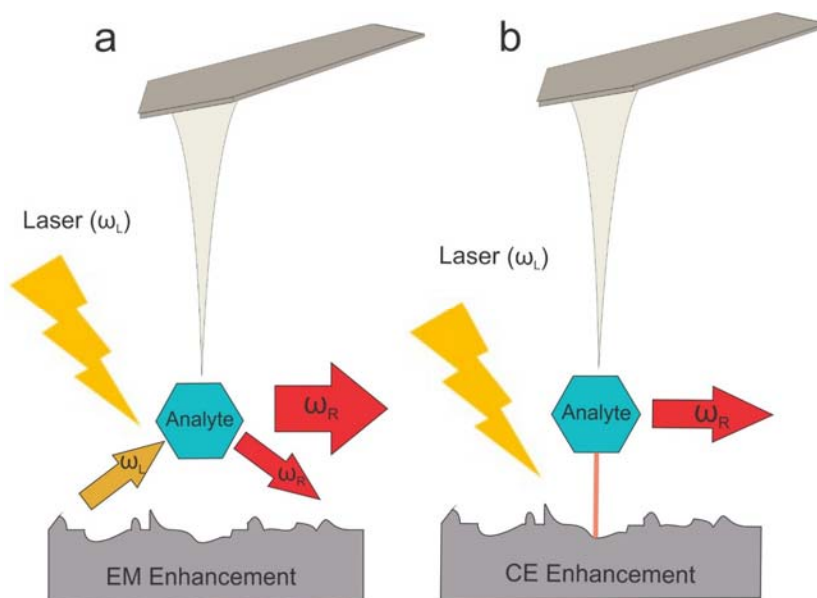 a
Laser (ωL)
Analyte
ωL
ωR
ωR
EM Enhancement
b
Laser (ωL)
Analyte
ωR
CE Enhancement